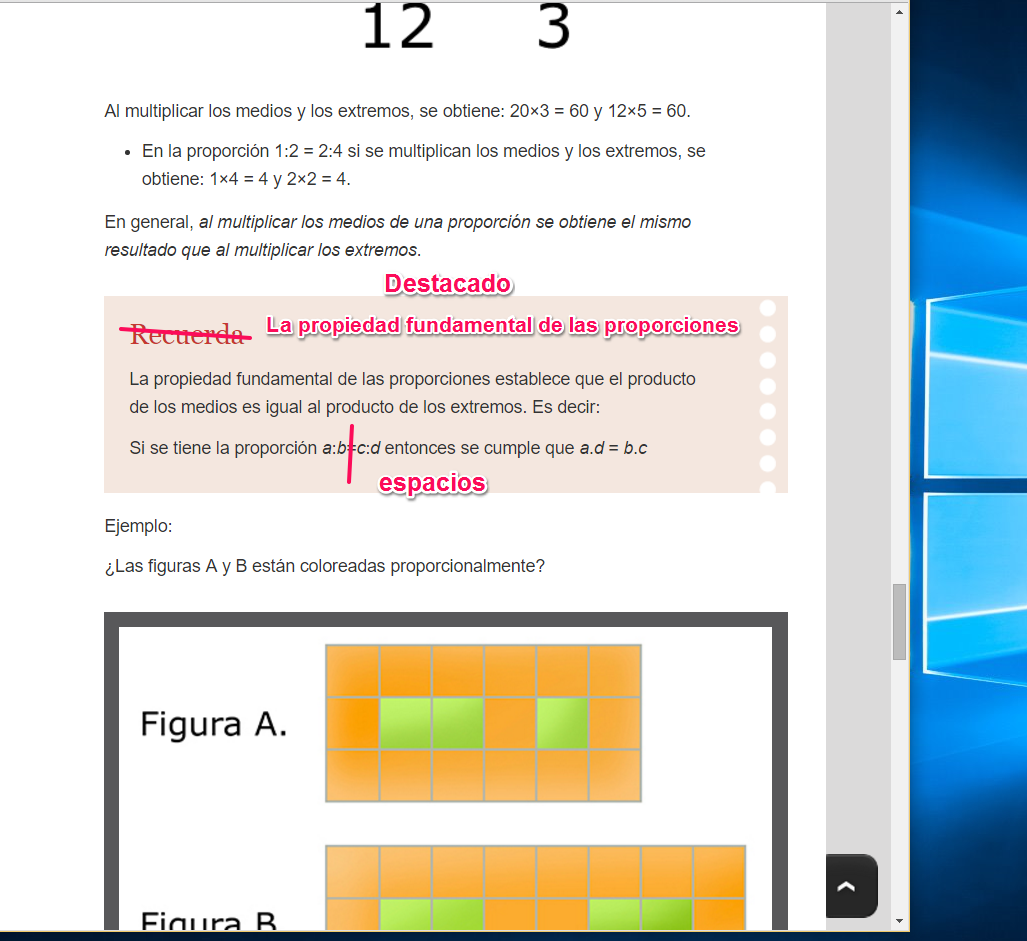 12 3
Al multiplicar los medios y los extremos, se obtiene: 20×3 = 60 y 12×5 = 60.
• En la proporción 1:2 = 2:4 si se multiplican los medios y los extremos, se
obtiene: 1×4 = 4 y 2×2 = 4.
En general, al multiplicar los medios de una proporción se obtiene el mismo
resultado que al multiplicar los extremos.
Destacado
Recuerda La propiedad fundamental de las proporciones
La propiedad fundamental de las proporciones establece que el producto
de los medios es igual al producto de los extremos. Es decir:
Si se tiene la proporción a:b=c:d entonces se cumple que a.d = b.c
espacios
Ejemplo:
¿Las figuras A y B están coloreadas proporcionalmente?
Figura A.
Figura B